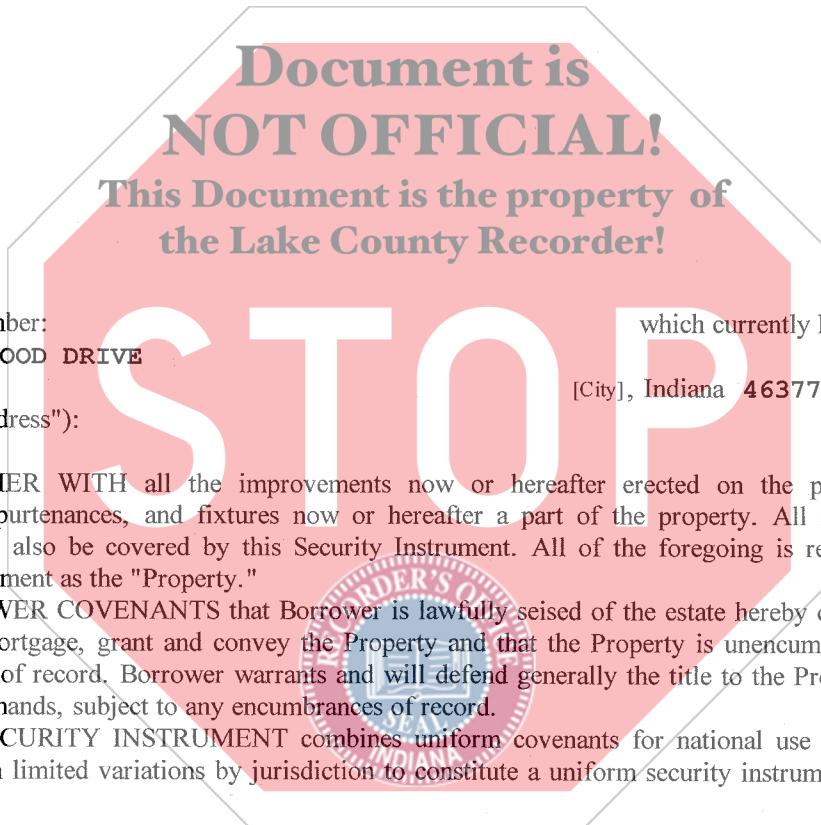 Document is
NOT OFFICIAL!
This Document is the property of
the Lake County Recorder!
STOP
nber: which currently
OOD DRIVE
[City], Indiana 46377
dress"):
IER WITH all the improvements now or hereafter erected on the p
purtenances, and fixtures now or hereafter a part of the property. All
also be covered by this Security Instrument. All of the foregoing is re
ment as the "Property."
WER COVENANTS that Borrower is lawfully seised of the estate hereby
ortgage, grant and convey the Property and that the Property is unencum
of record. Borrower warrants and will defend generally the title to the Pro
nands, subject to any encumbrances of record.
CURITY INSTRUMENT combines uniform covenants for national use
limited variations by jurisdiction to constitute a uniform security instrum
RECORDER'S OFFICE
SEAL
INDIANA